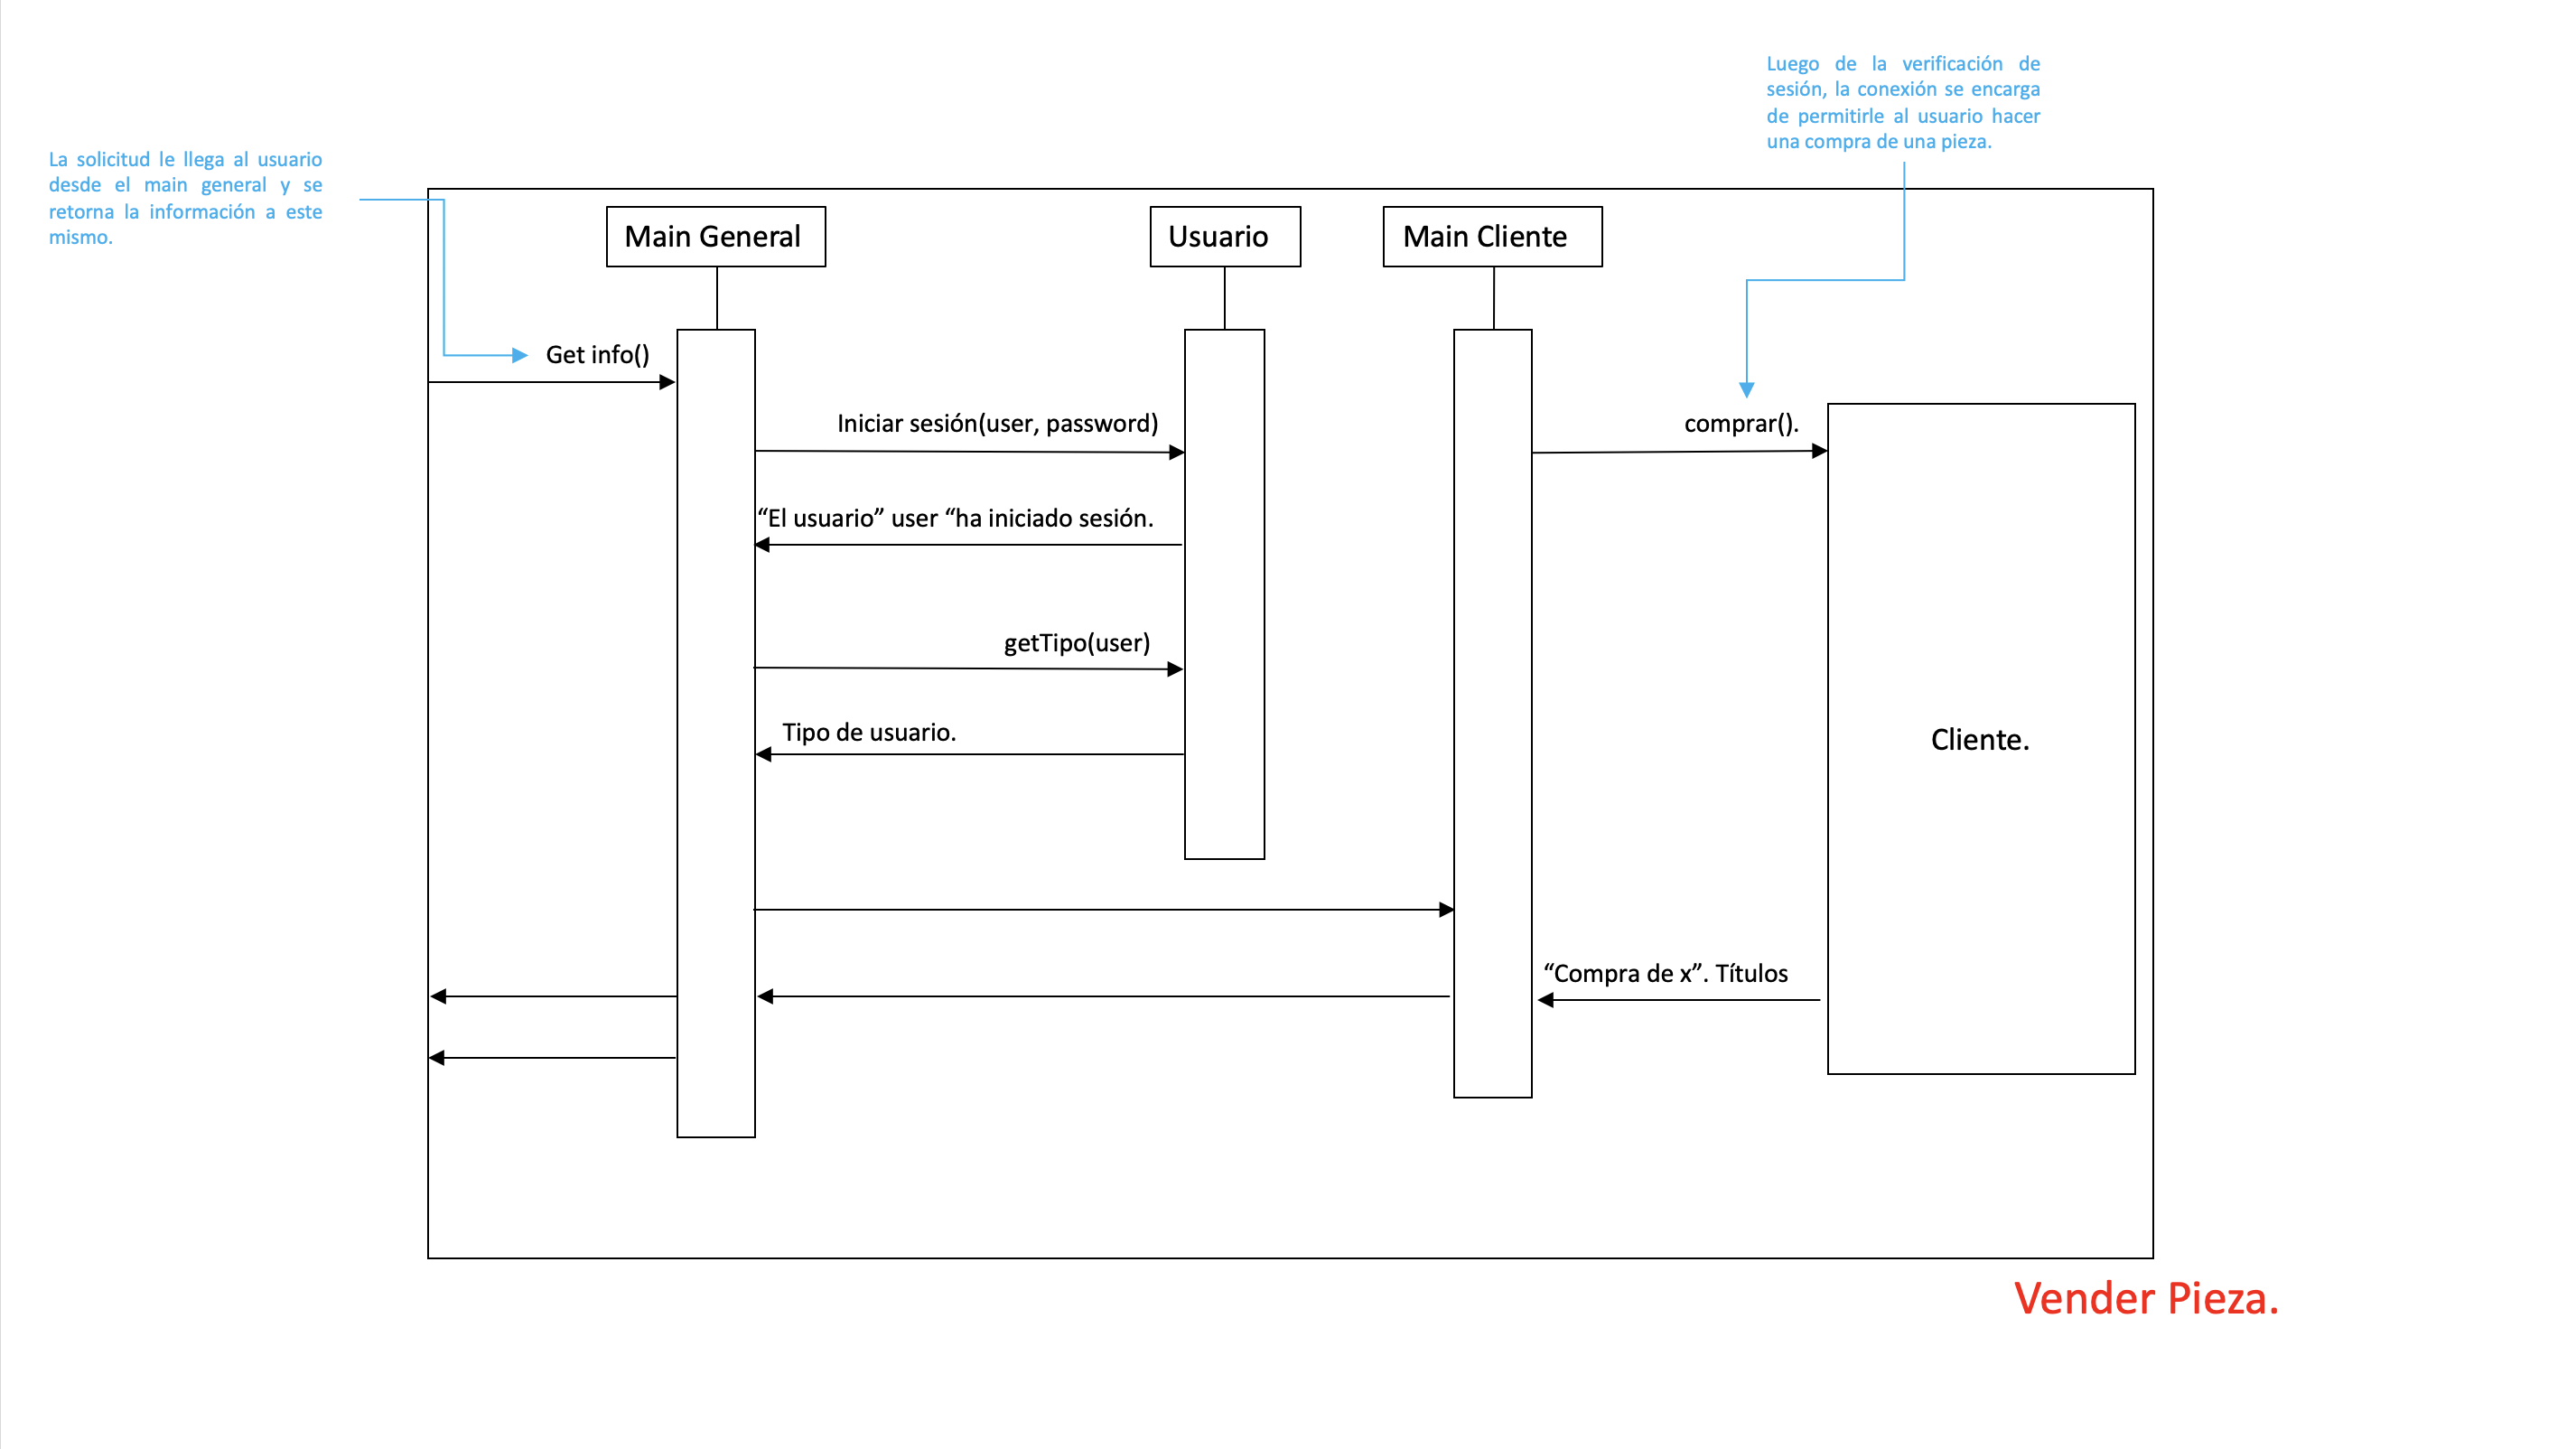 Luego de la verificación de
sesión, la conexión se encarga
de permitirle al usuario hacer
una compra de una pieza.
La solicitud le llega al usuario
desde el main general y se
retorna la información a este
mismo.
Main General
Usuario
Main Cliente
Get info()
Iniciar sesión(user, password)
comprar().
“El usuario” user “ha iniciado sesión.
getTipo(user)
Tipo de usuario.
Cliente.
“Compra de x”. Títulos
Vender Pieza.